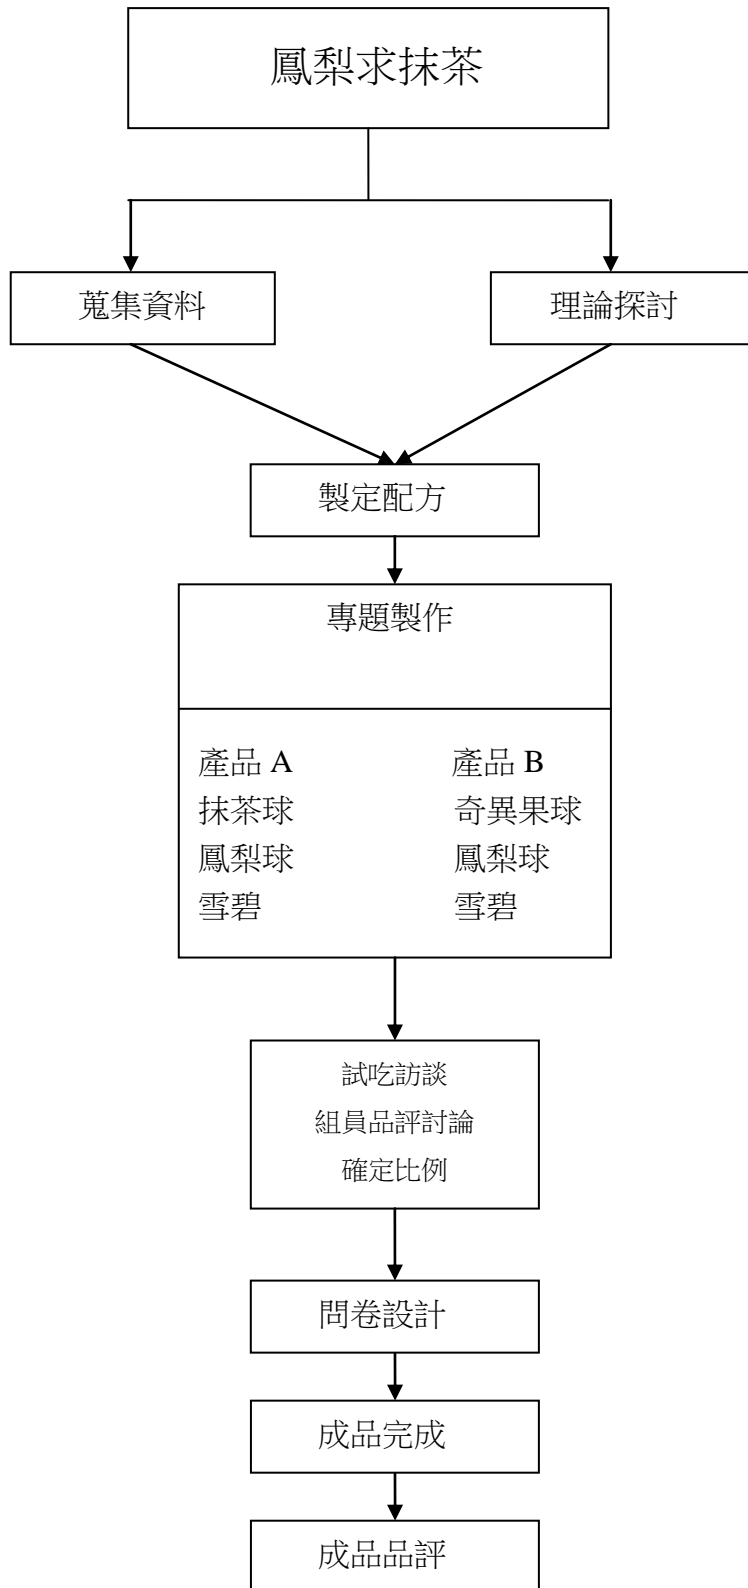 鳳梨求抹茶
蒐集資料
理論探討
製定配方
專題製作
產品 A
產品 B
抹茶球
奇異果球
鳳梨球
鳳梨球
雪碧
雪碧
試吃訪談
組員品評討論
確定比例
問卷設計
成品完成
成品品評